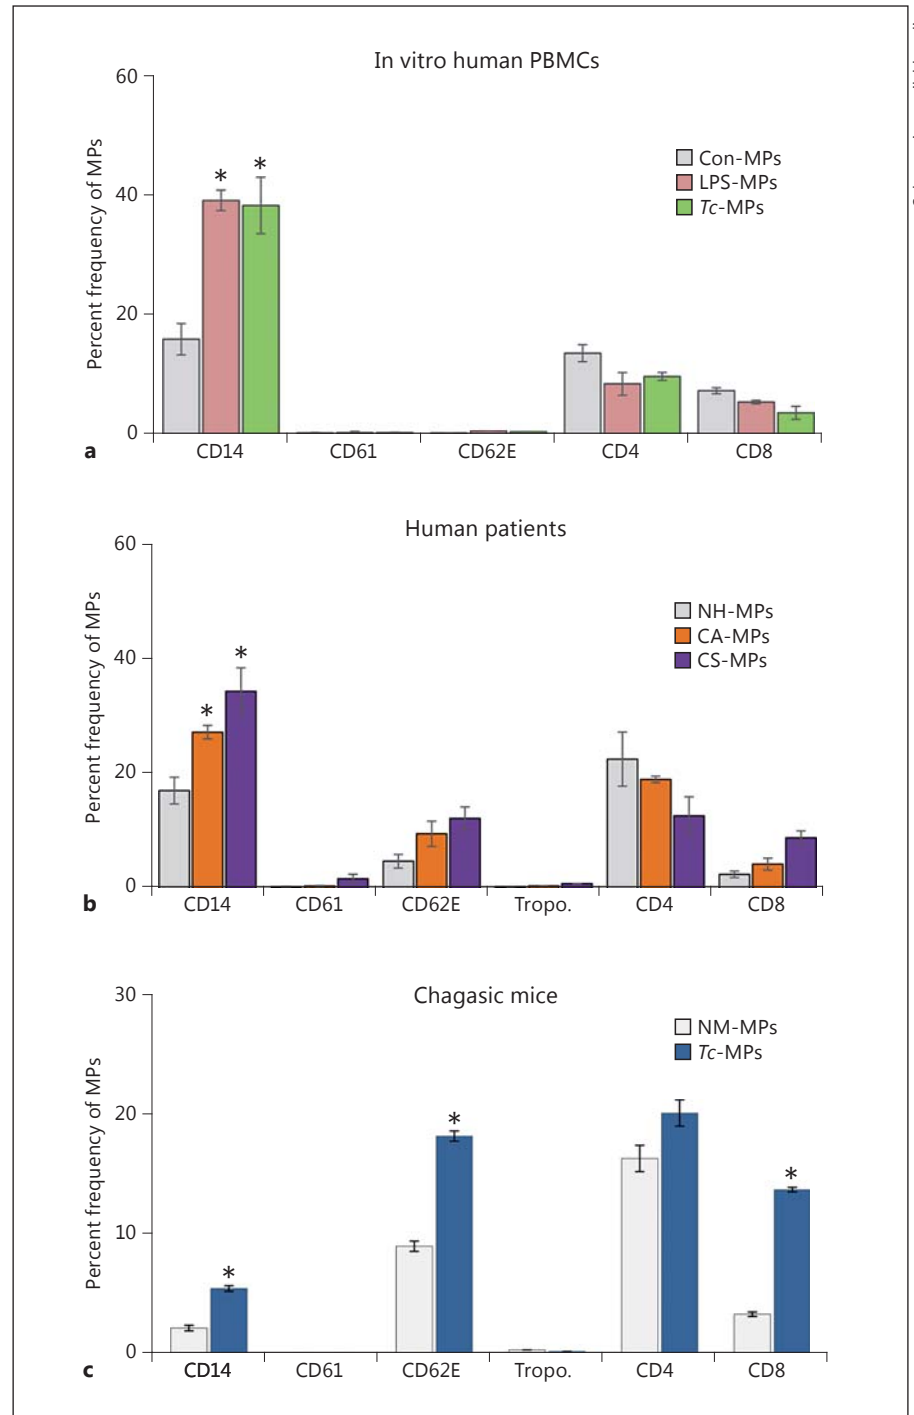 In vitro human PBMCs
Percent frequency of MPs
60
40
20
0
* *
Con-MPs
LPS-MPs
Tc-MPs
a
CD14 CD61 CD62E CD4 CD8
Human patients
Percent frequency of MPs
60
40
20
0
* *
NH-MPs
CA-MPs
CS-MPs
b
CD14 CD61 CD62E Tropo. CD4 CD8
Chagasic mice
Percent frequency of MPs
30
20
10
0
* * *
NM-MPs
Tc-MPs
c
CD14 CD61 CD62E Tropo. CD4 CD8